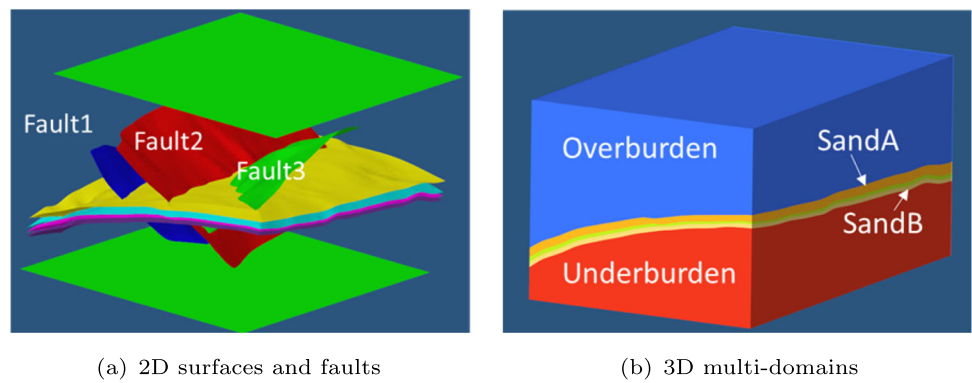 Fault1
Fault2
Fault3
Overburden
SandA
SandB
Underburden
(a) 2D surfaces and faults
(b) 3D multi-domains